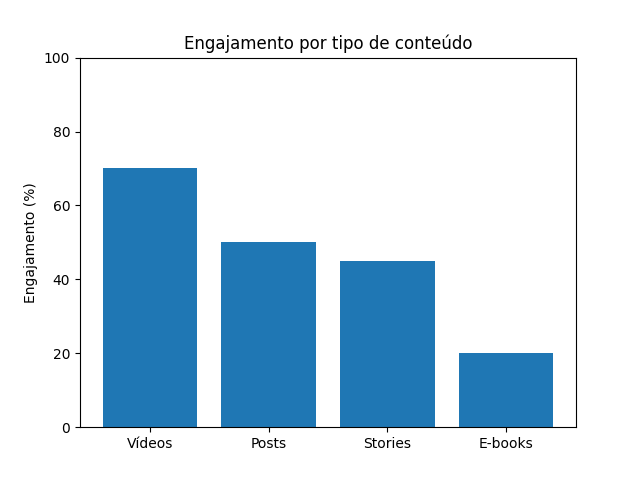 Engajamento por tipo de conteúdo
Engajamento (%)
100
80
60
40
20
0
Vídeos Posts Stories E-books